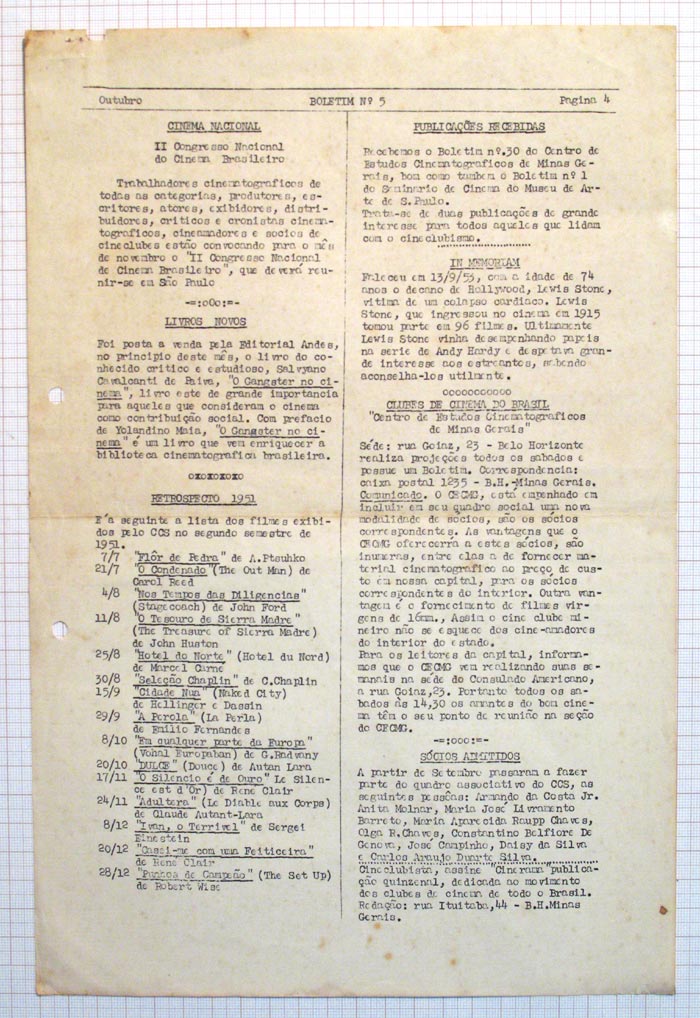 Outubro BOLETIM Nº 5 Pagina 4
CINEMA NACIONAL
II Congresso Nacional
do Cinema Brasileiro
Trabalhadores cinematograficos de
todas as categorias, produtores, es-
critores, atores, exibidores, distri-
buidores, criticos e cronistas cinema-
tograficos, cineamadores e socios de
cineclubes estão convocando para o mês
de novembro o "II Congresso Nacional
de Cinema Brasileiro", que deverá reu-
nir-se em São Paulo
-=:oOo:=-
LIVROS NOVOS
Foi posta a venda pela Editorial Andes,
no principio deste mês, o livro do co-
nhecido critico e estudioso, Salvyano
Cavalcanti de Paiva, "O Gangster no ci-
nema", livro este de grande importancia
para aqueles que consideram o cinema
como contribuição social. Com prefacio
de Yolandino Maia, "O Gangster no ci-
nema" é um livro que vem enriquecer a
biblioteca cinematografica brasileira.
oxoxoxoxo
RETROSPECTO 1951
E'a seguinte a lista dos filmes exibi-
dos pelo CCS no segundo semestre de
1951.
7/7 "Flôr de Pedra" de A.Ptsuhko
21/7 "O Condenado"(The Out Man) de
Carol Reed
4/8 "Nos Tempos das Diligencias"
(Stagecoach) de John Ford
11/8 "O Tesouro de Sierra Madre"
(The Treasure of Sierra Madre)
de John Huston
25/8 "Hotel do Norte" (Hotel du Nord)
de Marcel Carne
30/8 "Seleção Chaplin" de C.Chaplin
15/9 "Cidade Nua"(Naked City)
de Hellinger e Dassin
29/9 "A Perola" (La Perla)
de Emilio Fernandes
8/10 "Em cualquer parte da Europa"
(Vohal Europaban) de G.Radvany
20/10 "DULCE" (Douce) de Autan Lara
17/11 "O Silencio é de Ouro" Le Silen-
ce est d'Or) de Rene Clair
24/11 "Adultera" (Le Diable aux Corps)
de Claude Autant-Lara
8/12 "Ivan, o Terrivel" de Sergei
Einestein
20/12 "Casei-me com uma Feiticeira"
de Rene Clair
28/12 "Punhos de Campeão" (The Set Up)
de Robert Wise
PUBLICAÇÕES RECEBIDAS
Recebemos o Boletim nº.30 do Centro de
Estudos Cinematograficos de Minas Ge-
rais, bom como tambem o Boletim nº 1
do Seminario de Cinema do Museu de Ar-
te de S.Paulo.
Trata-se de duas publicações de grande
interesse para todos aqueles que lidam
com o cineclubismo.
IN MEMORIAM
Faleceu em 13/9/53, com a idade de 74
anos o decano de Hollywood, Lewis Stone,
vitima de um colapso cardiaco. Lewis
Stone, que ingressou no cinema em 1915
tomou parte em 96 filmes. Ultimamente
Lewis Stone vinha desempenhando papeis
na serie de Andy Hardy e despetava gran-
de interesse aos estreantes, sabendo
aconselha-los utilmente.
ooooooooooo
CLUBES DE CINEMA DO BRASIL
"Centro de Estudos Cinematograficos
de Minas Gerais"
Séde: rua Goiaz, 23 - Belo Horizonte
realiza projeções todos os sabados e
possue um Boletim. Correspondencia:
caixa postal 1235 - B.H.-Minas Gerais.
Comunicado. O CECMG, está empenhado em
incluir em seu quadro social uma nova
modalidade de sócios, são os sócios
correspondentes. As vantagens que o
CECMG oferecerra a estes sócios, são
inumeras, entre elas a de fornecer ma-
terial cinematografico ao preço de cus-
to em nossa capital, para os sócios
correspondentes do interior. Outra van-
tagem é o fornecimento de filmes vir-
gens de 16mm., Assim o cine clube mi-
neiro não se esquece dos cine-amadores
do interior do estado.
Para os leitores da capital, informa-
mos que o CECMG vem realizando suas se-
manais na sede do Consulado Americano,
a rua Goiaz,23. Portanto todos os sa-
bados ás 14,30 os amantes do bom cine-
ma têm o seu ponto de reunião na seção
do CECMG.
-=:ooo:=-
SÓCIOS ADMITIDOS
A partir de Setembro passaram a fazer
parte do quadro associativo do CCS, as
seguintes pessôas: Armando da Costa Jr.
Anita Molnar, Maria José Livramento
Barreto, Maria Aparecida Raupp Chaves,
Olga R.Chaves, Constantino Belfiore De
Genova, José Campinho, Daisy da Silva
e Carlos Araujo Duarte Silva.
Cineclubista, assine "Cinerama"publica-
ção quinzenal, dedicada ao movimento
dos clubes de cinema de todo o Brasil.
Redação: rua Ituitaba,44 - B.H.Minas
Gerais.